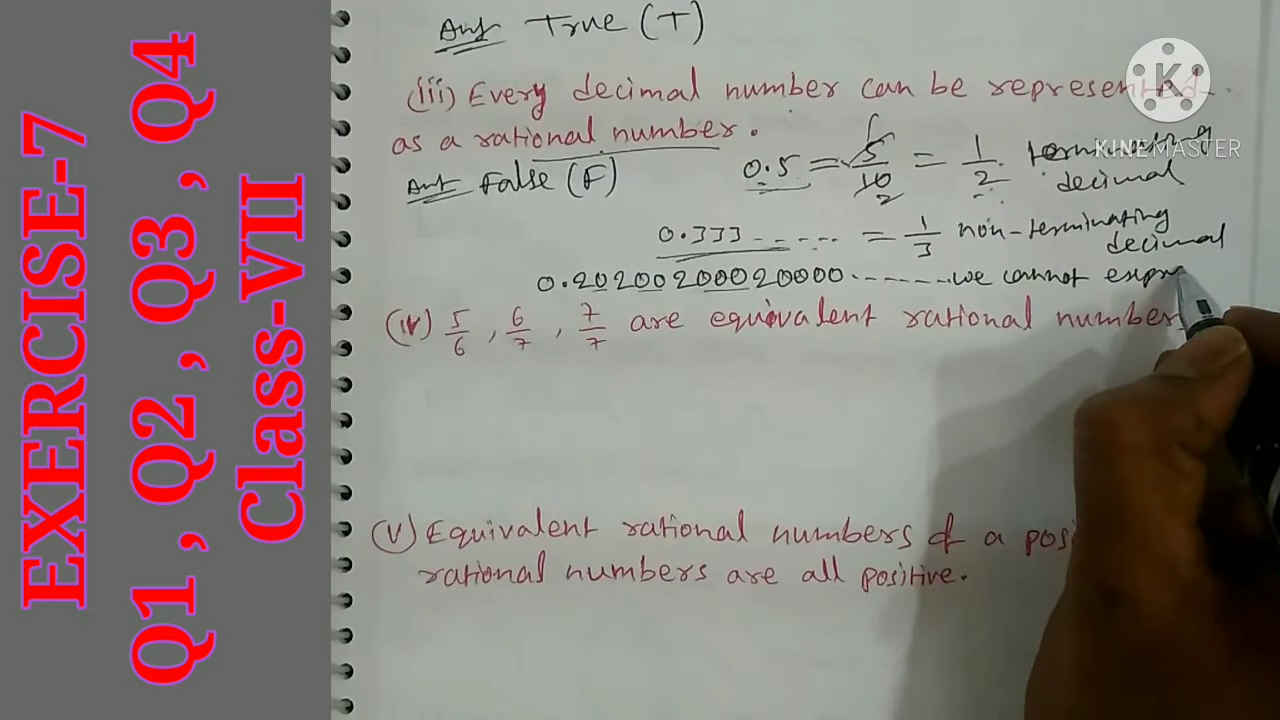 EXERCISE-7
Q1 , Q2 , Q3 , Q4
Class-VII
Ans True (T)
(iii) Every decimal number can be represented
as a rational number.
Ans False (F)
0.5 = 5/10 = 1/2 terminating decimal
0.333....... = 1/3 non-terminating decimal
0.20200200020000.......we cannot expre
(iv) 5/6 , 6/7 , 7/7 are equivalent rational number
(v) Equivalent rational numbers of a posi
rational numbers are all positive.
K
KINEMASTER